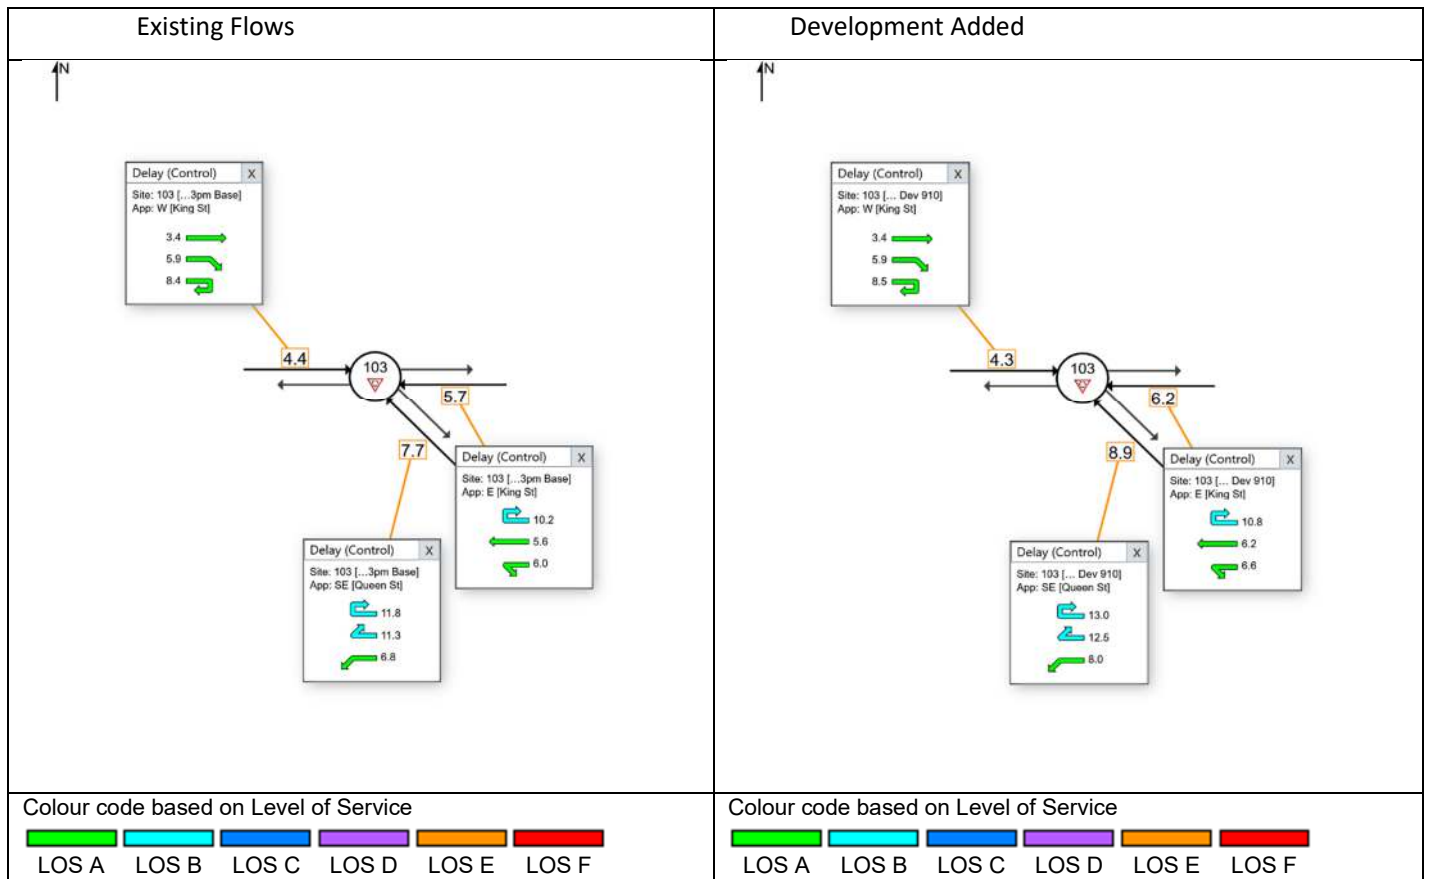 Existing Flows
Development Added
N
Delay (Control) X
Site: 103 [...3pm Base]
App: W [King St]
3.4
5.9
8.4
4.4
103
5.7
7.7
Delay (Control) X
Site: 103 [...3pm Base]
App: E [King St]
10.2
5.6
6.0
Delay (Control) X
Site: 103 [...3pm Base]
App: SE [Queen St]
11.8
11.3
6.8
N
Delay (Control) X
Site: 103 [... Dev 910]
App: W [King St]
3.4
5.9
8.5
4.3
103
6.2
8.9
Delay (Control) X
Site: 103 [... Dev 910]
App: E [King St]
10.8
6.2
6.6
Delay (Control) X
Site: 103 [... Dev 910]
App: SE [Queen St]
13.0
12.5
8.0
Colour code based on Level of Service
LOS A LOS B LOS C LOS D LOS E LOS F
Colour code based on Level of Service
LOS A LOS B LOS C LOS D LOS E LOS F